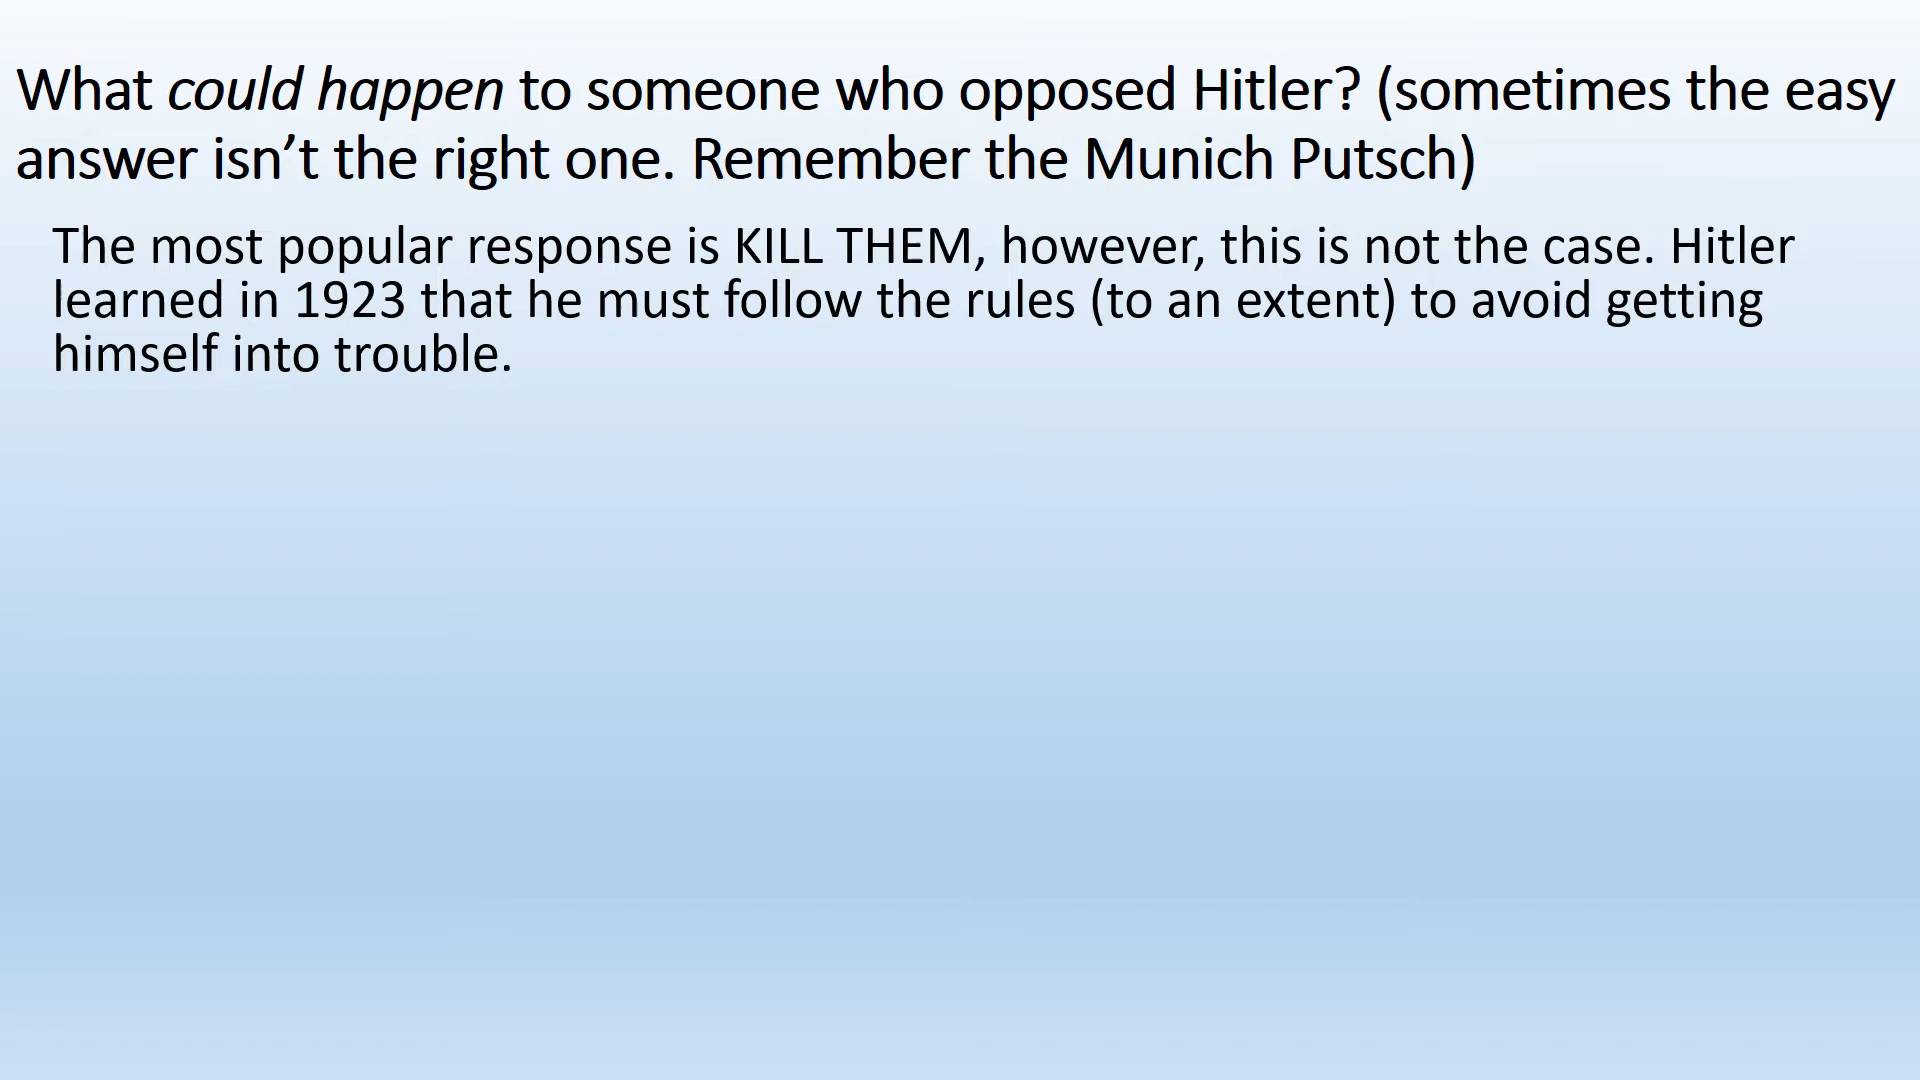 What could happen to someone who opposed Hitler? (sometimes the easy
answer isn’t the right one. Remember the Munich Putsch)
The most popular response is KILL THEM, however, this is not the case. Hitler
learned in 1923 that he must follow the rules (to an extent) to avoid getting
himself into trouble.